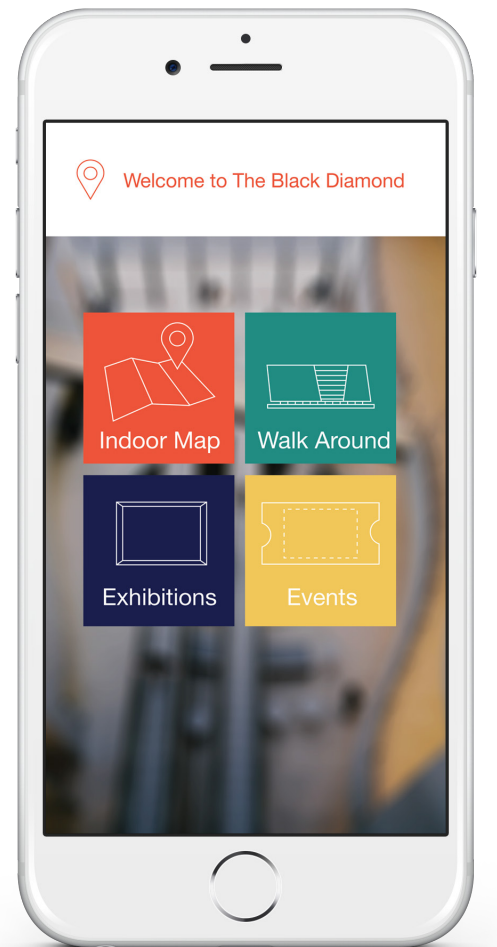 Welcome to The Black Diamond
Indoor Map
Walk Around
Exhibitions
Events